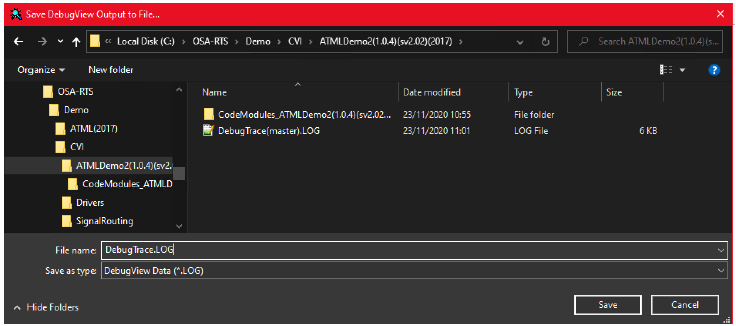 Save DebugView Output to File...
« Local Disk (C:) › OSA-RTS › Demo › CVI › ATMLDemo2(1.0.4)(sv2.02)(2017) ›
Search ATMLDemo2(1.0.4)(s...
Organize
New folder
Name Date modified Type Size
OSA-RTS
Demo
ATML(2017)
CVI
ATMLDemo2(1.0.4)(sv2.
CodeModules_ATMLD
Drivers
SignalRouting
CodeModules_ATMLDemo2(1.0.4)(sv2.02... 23/11/2020 10:55 File folder
DebugTrace(master).LOG 23/11/2020 11:01 LOG File 6 KB
File name: DebugTrace.LOG
Save as type: DebugView Data (*.LOG)
Hide Folders
Save Cancel